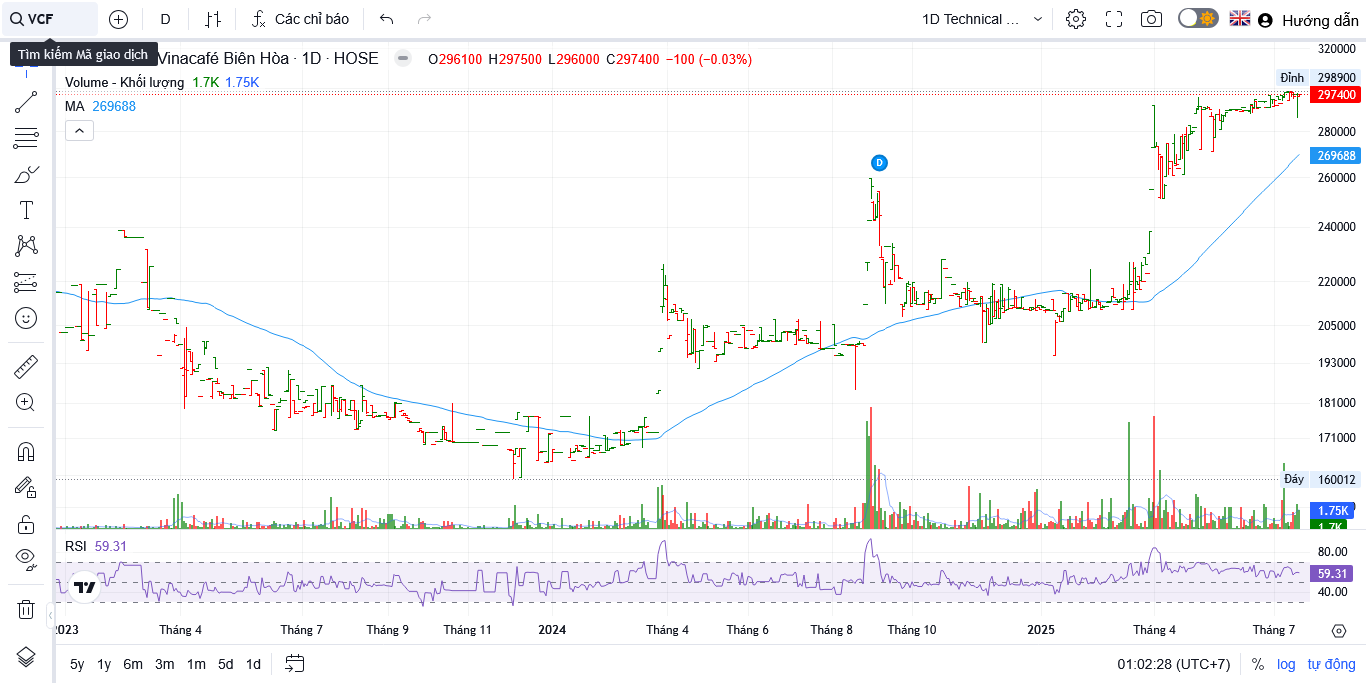 VCF D Các chỉ báo 1D Technical ... Hướng dẫn
Tìm kiếm Mã giao dịch
Vinacafé Biên Hòa · 1D · HOSE O296100 H297500 L296000 C297400 −100 (−0.03%)
Volume - Khối lượng 1.7K 1.75K
MA 269688
D
320000
Đỉnh 298900
297400
280000
269688
260000
240000
220000
205000
193000
181000
171000
Đáy 160012
1.75K
1.7K
RSI 59.31
80.00
59.31
40.00
2023 Tháng 4 Tháng 7 Tháng 9 Tháng 11 2024 Tháng 4 Tháng 6 Tháng 8 Tháng 10 2025 Tháng 4 Tháng 7
5y 1y 6m 3m 1m 5d 1d 01:02:28 (UTC+7) % log tự động